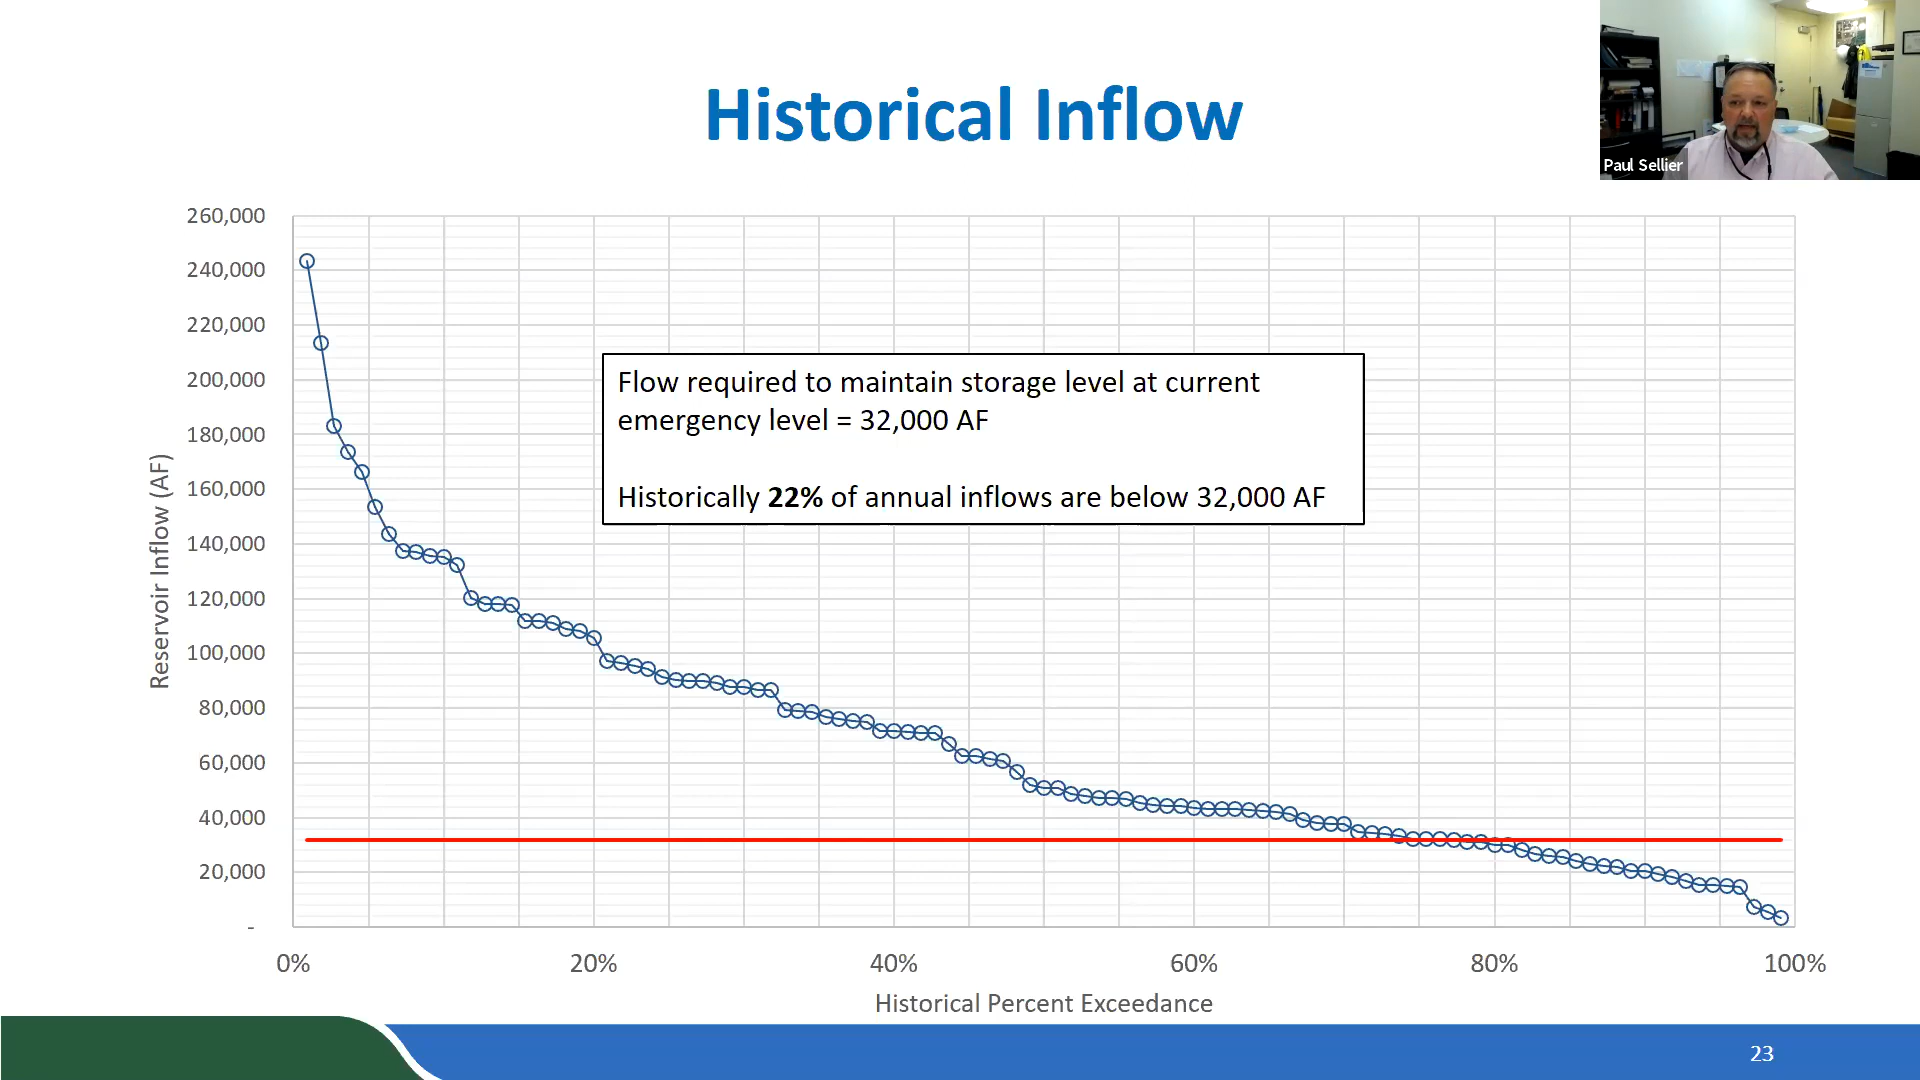 Historical Inflow
Paul Sellier
260,000
240,000
220,000
200,000
180,000
160,000
140,000
120,000
100,000
80,000
60,000
40,000
20,000
-
Reservoir Inflow (AF)
Flow required to maintain storage level at current
emergency level = 32,000 AF
Historically 22% of annual inflows are below 32,000 AF
0% 20% 40% 60% 80% 100%
Historical Percent Exceedance
23